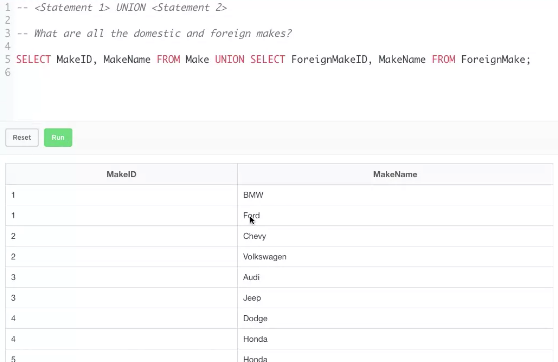 1 -- <Statement 1> UNION <Statement 2>
2
3 -- What are all the domestic and foreign makes?
4
5 SELECT MakeID, MakeName FROM Make UNION SELECT ForeignMakeID, MakeName FROM ForeignMake;
6
Reset Run
MakeID MakeName
1 BMW
1 Ford
2 Chevy
2 Volkswagen
3 Audi
3 Jeep
4 Dodge
4 Honda
5 Honda